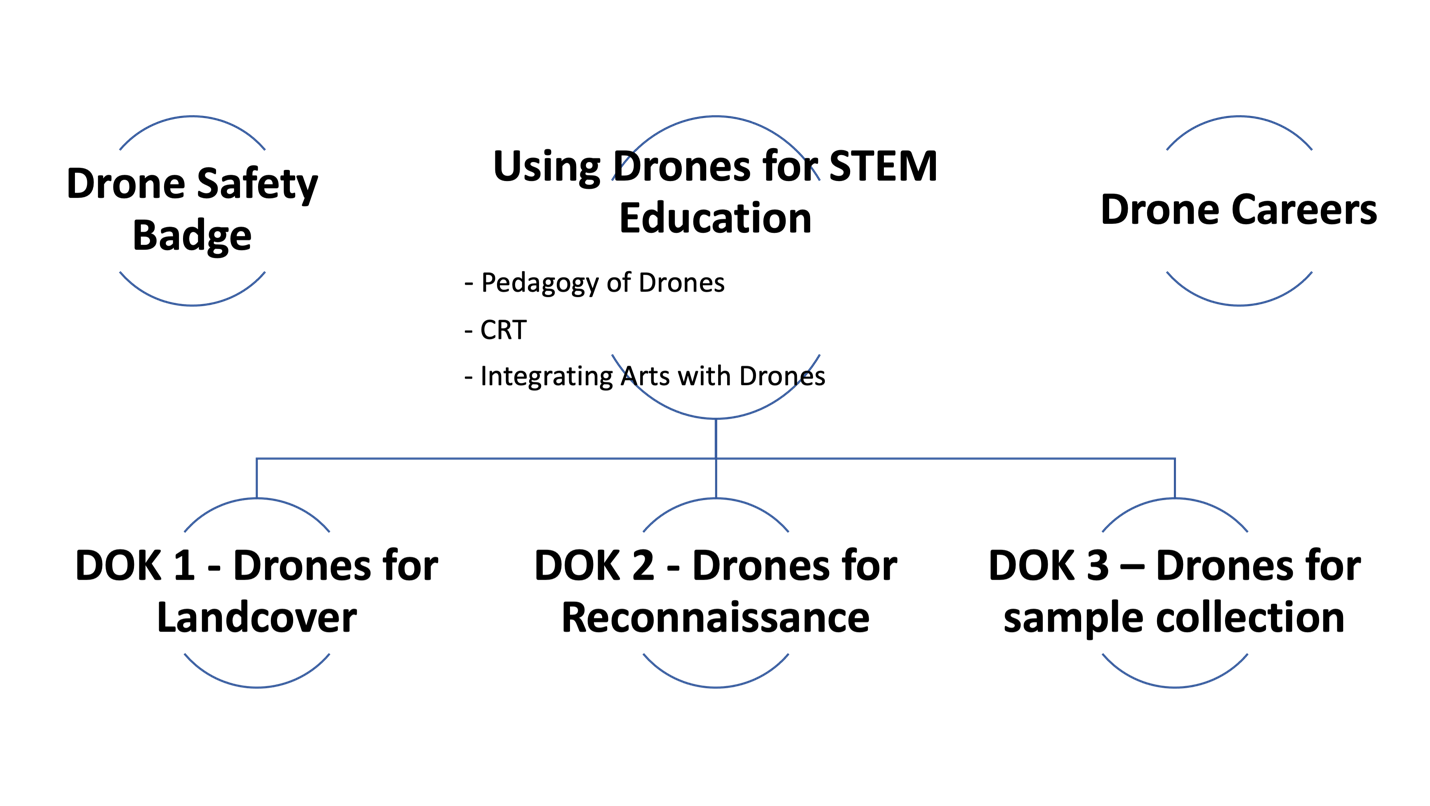 Drone Safety
Badge
Using Drones for STEM
Education
- Pedagogy of Drones
- CRT
- Integrating Arts with Drones
Drone Careers
DOK 1 - Drones for
Landcover
DOK 2 - Drones for
Reconnaissance
DOK 3 – Drones for
sample collection